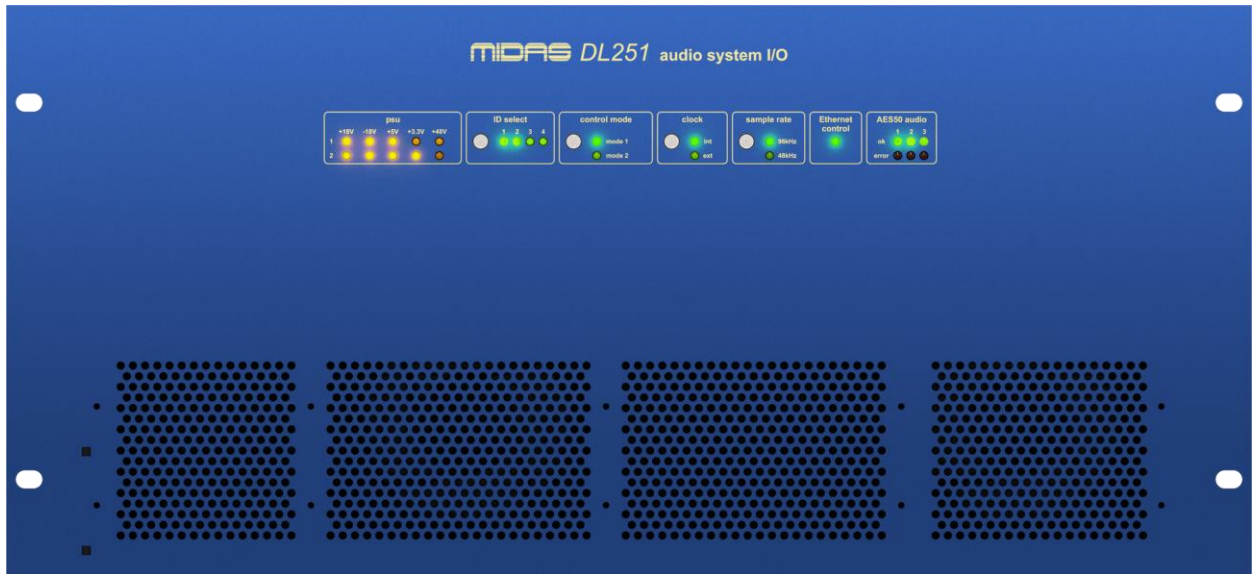 MIDAS DL251 audio system I/O
psu
+18V -18V +5V +3.3V +48V
1
2
ID select
1 2 3 4
control mode
mode 1
mode 2
clock
int
ext
sample rate
96kHz
48kHz
Ethernet
control
AES50 audio
1 2 3
ok
error